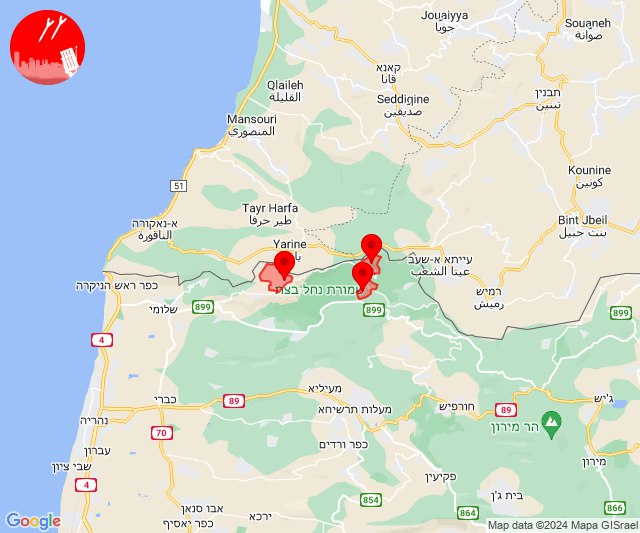 Jouaiyya
جويا
Souaneh
صوانة
קאנא
قانا
Qlaileh
القليلة
Seddigine
صديقين
תבנין
تبنين
Mansouri
المنصوري
Kounine
كونين
51
Tayr Harfa
طير حرفا
Bint Jbeil
بنت جبيل
א-נאקורה
الناقورة
Yarine
עייתא א-שעב
عيتا الشعب
רמיש
رميش
כפר ראש הניקרה
שמורת נחל בצת
899
שלומי
899
4
מעיליא
ג'יש
89
כברי
מעלות תרשיחא
חורפיש
89
הר מירון
נהריה
70
כפר ורדים
עברון
מירון
שבי ציון
פקיעין
4
בית ג'ן
854
אבו סנאן
ירכא
כפר יאסיף
864
866
Google
Map data ©2024 Mapa GISrael